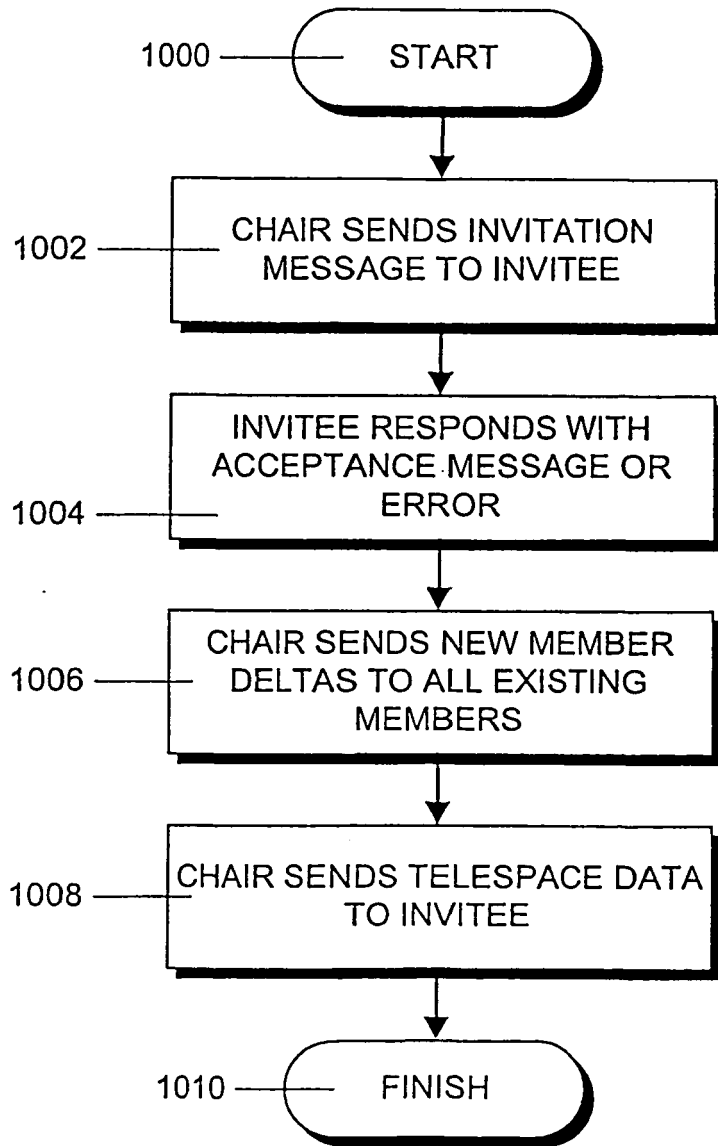 1000
START
1002
CHAIR SENDS INVITATION
MESSAGE TO INVITEE
INVITEE RESPONDS WITH
ACCEPTANCE MESSAGE OR
ERROR
1004
CHAIR SENDS NEW MEMBER
1006
DELTAS TO ALL EXISTING
MEMBERS
1008
CHAIR SENDS TELESPACE DATA
TO INVITEE
1010
FINISH